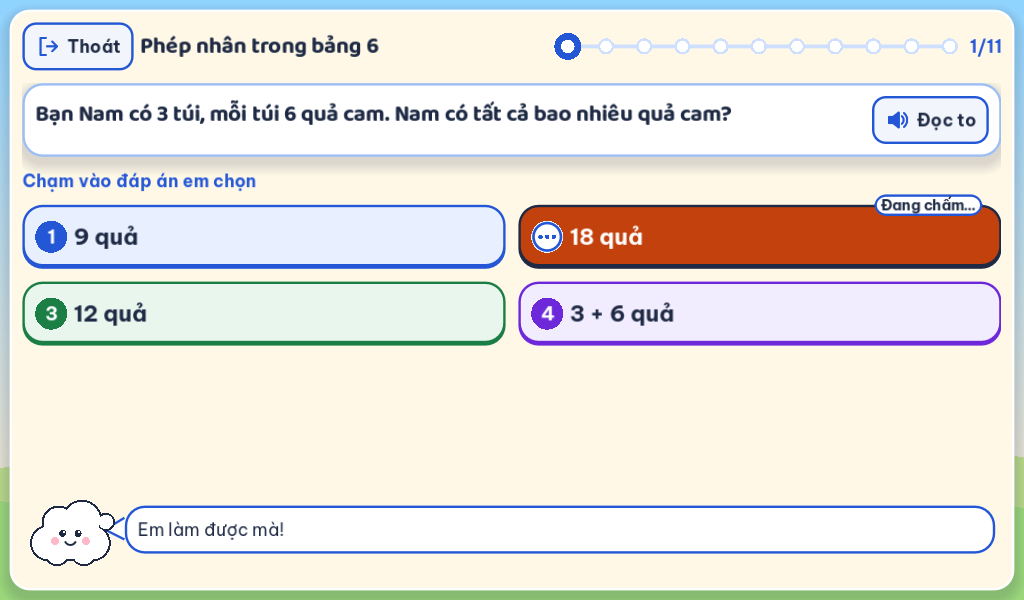 Thoát
Phép nhân trong bảng 6
1/11
Bạn Nam có 3 túi, mỗi túi 6 quả cam. Nam có tất cả bao nhiêu quả cam?
Đọc to
Chạm vào đáp án em chọn
1 9 quả
Đang chấm...
18 quả
3 12 quả
4 3 + 6 quả
Em làm được mà!